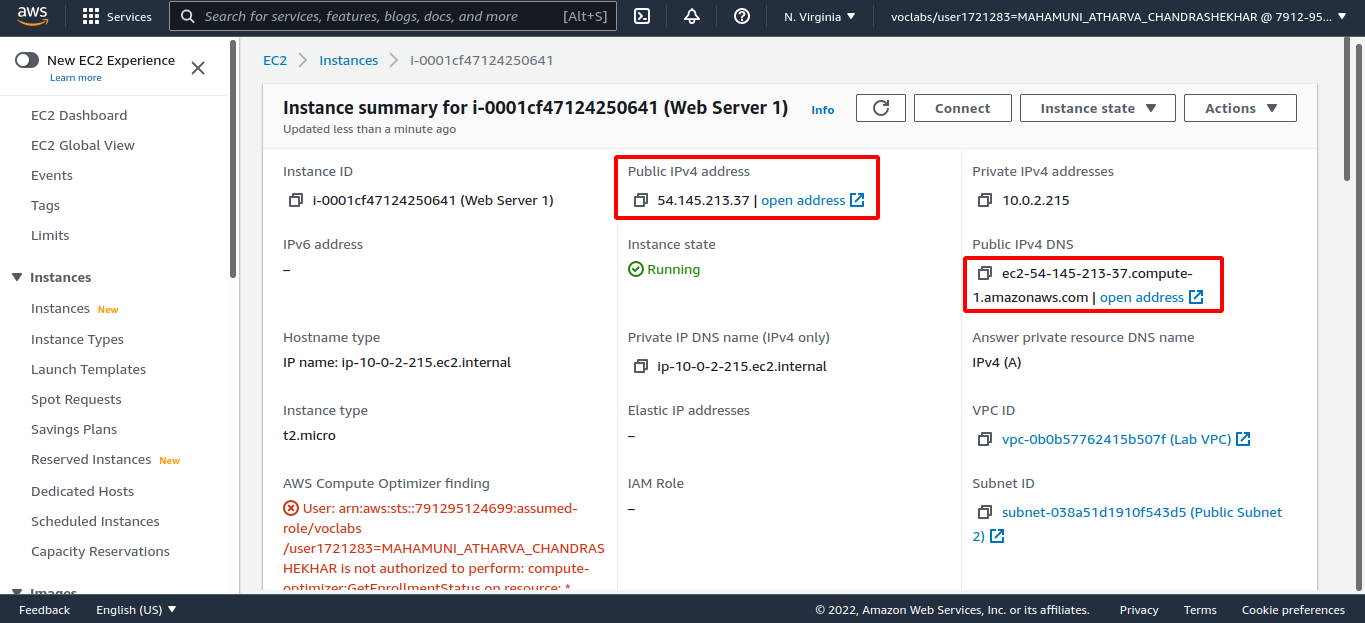 aws
Services
Search for services, features, blogs, docs, and more
[Alt+S]
N. Virginia ▼
voclabs/user1721283=MAHAMUNI_ATHARVA_CHANDRASHEKHAR @ 7912-95... ▼
New EC2 Experience
Learn more
EC2 Dashboard
EC2 Global View
Events
Tags
Limits
Instances
Instances New
Instance Types
Launch Templates
Spot Requests
Savings Plans
Reserved Instances New
Dedicated Hosts
Scheduled Instances
Capacity Reservations
Images
EC2 > Instances > i-0001cf47124250641
Instance summary for i-0001cf47124250641 (Web Server 1) Info
Connect
Instance state ▼
Actions ▼
Updated less than a minute ago
Instance ID
i-0001cf47124250641 (Web Server 1)
Public IPv4 address
54.145.213.37 | open address
Private IPv4 addresses
10.0.2.215
IPv6 address
–
Instance state
Running
Public IPv4 DNS
ec2-54-145-213-37.compute-
1.amazonaws.com | open address
Hostname type
IP name: ip-10-0-2-215.ec2.internal
Private IP DNS name (IPv4 only)
ip-10-0-2-215.ec2.internal
Answer private resource DNS name
IPv4 (A)
Instance type
t2.micro
Elastic IP addresses
–
VPC ID
vpc-0b0b57762415b507f (Lab VPC)
AWS Compute Optimizer finding
User: arn:aws:sts::791295124699:assumed-
role/voclabs
/user1721283=MAHAMUNI_ATHARVA_CHANDRAS
HEKHAR is not authorized to perform: compute-
optimizer:GetEnrollmentStatus on resource: *
IAM Role
–
Subnet ID
subnet-038a51d1910f543d5 (Public Subnet
2)
Feedback
English (US) ▼
© 2022, Amazon Web Services, Inc. or its affiliates.
Privacy
Terms
Cookie preferences